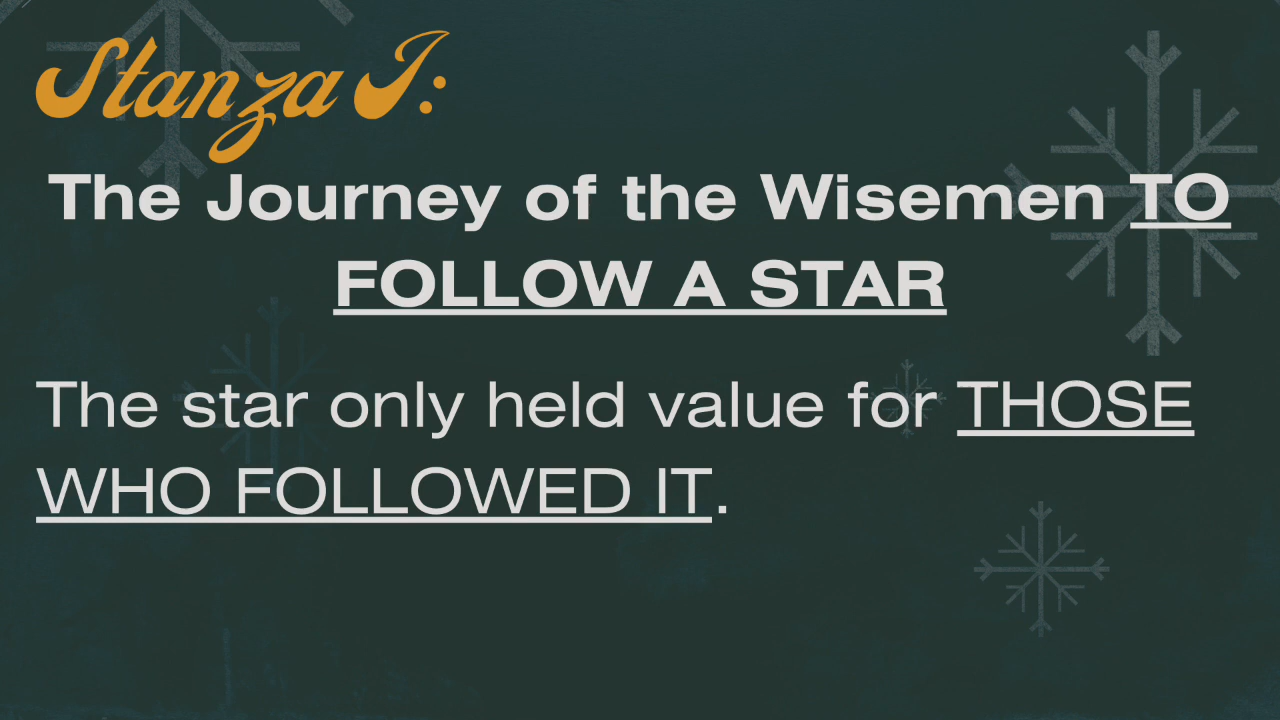 Stanza I:
The Journey of the Wisemen TO
FOLLOW A STAR
The star only held value for THOSE
WHO FOLLOWED IT.